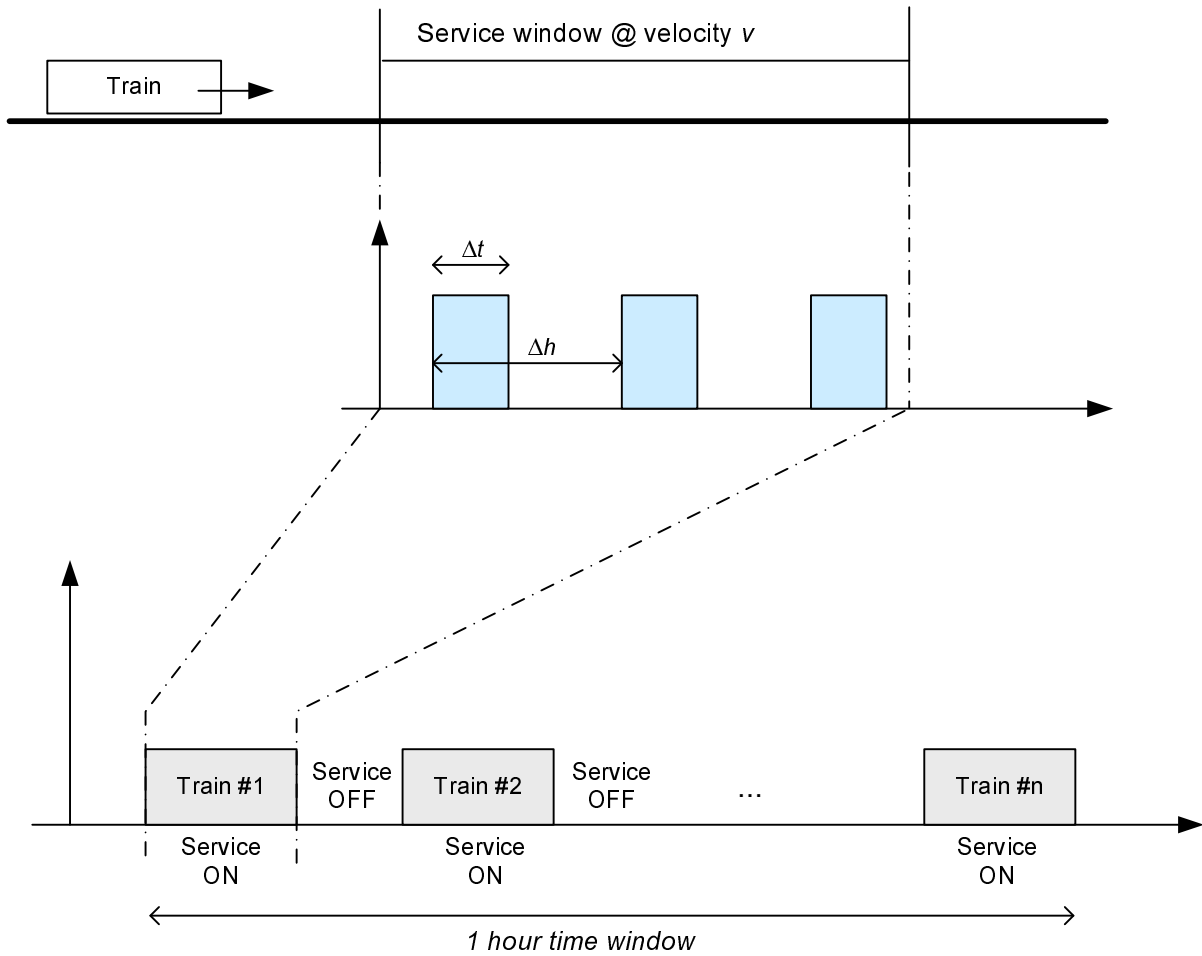 Service window @ velocity v
Train
Δt
Δh
Train #1
Service
OFF
Train #2
Service
OFF
...
Train #n
Service
ON
Service
ON
Service
ON
1 hour time window